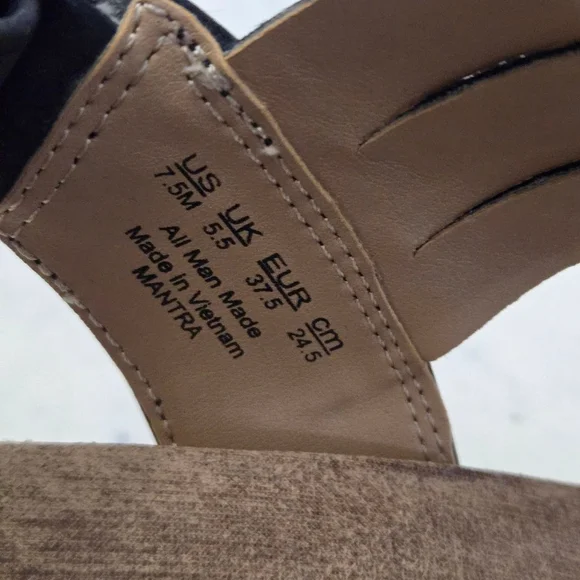 US UK EUR cm
7.5M 5.5 37.5 24.5
All Man Made
Made In Vietnam
MANTRA